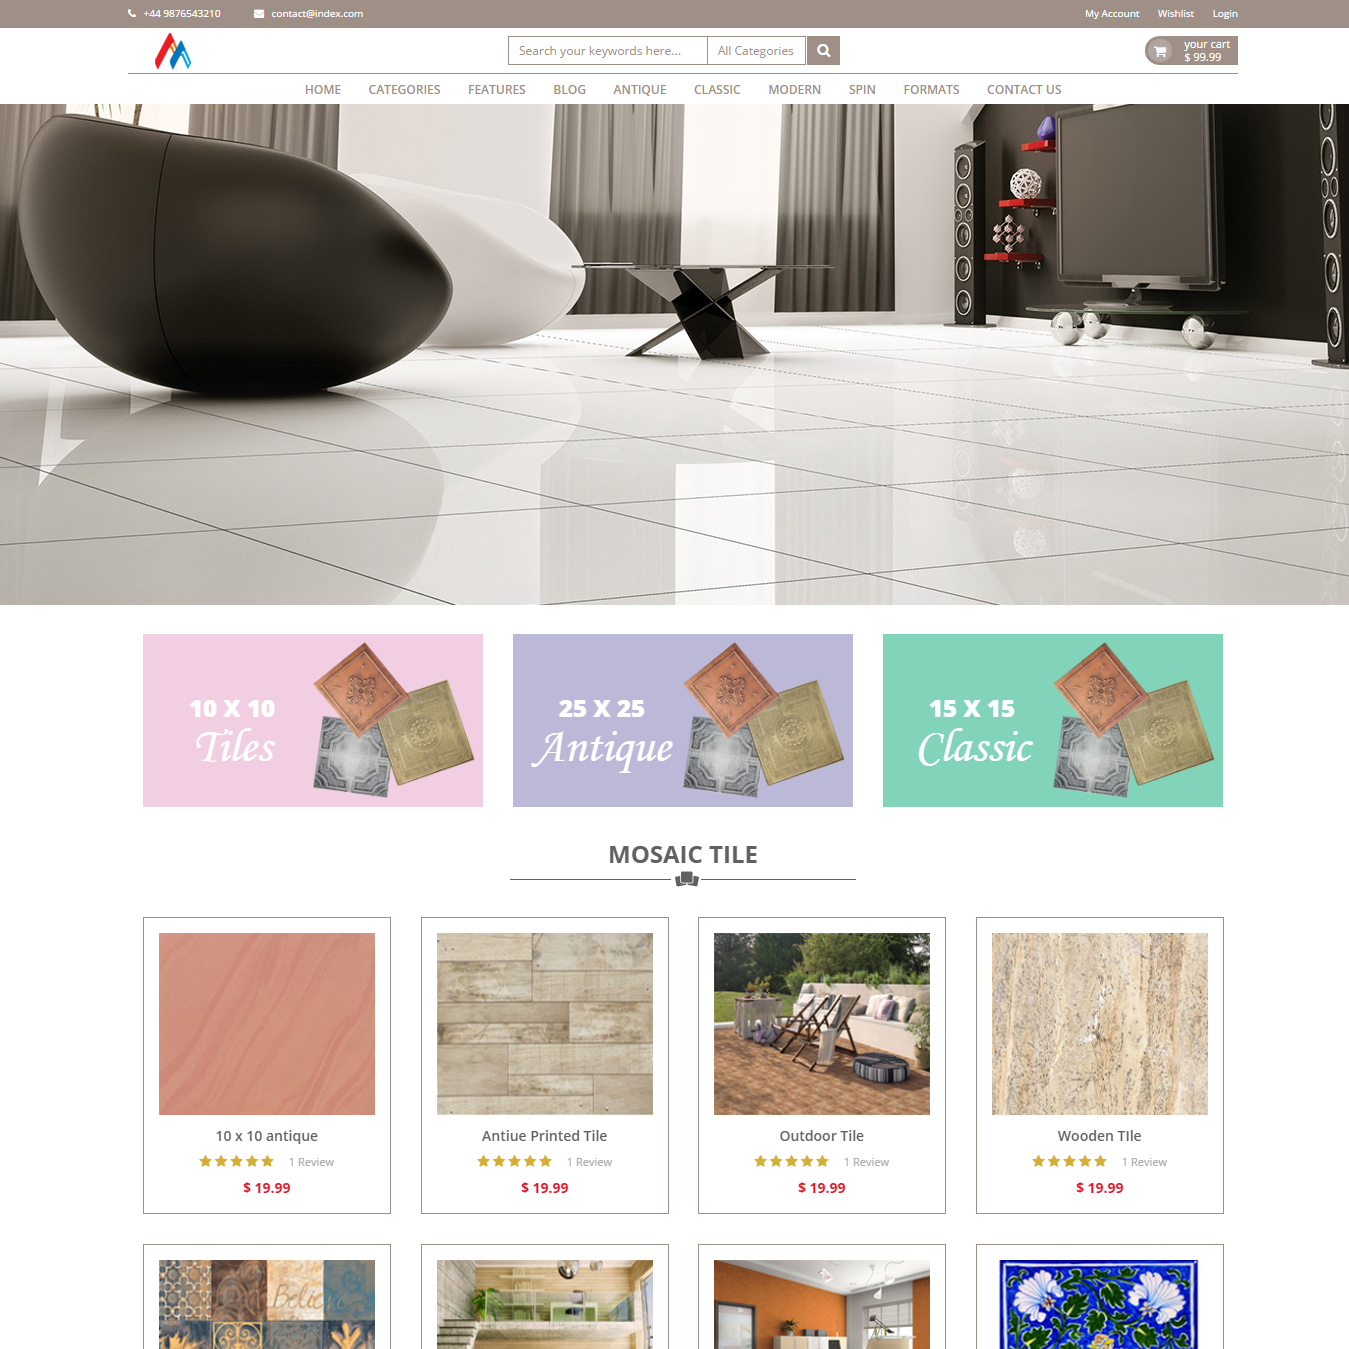 +44 9876543210
contact@index.com
My Account
Wishlist
Login
Search your keywords here...
All Categories
your cart
$ 99.99
HOME
CATEGORIES
FEATURES
BLOG
ANTIQUE
CLASSIC
MODERN
SPIN
FORMATS
CONTACT US
10 X 10
Tiles
25 X 25
Antique
15 X 15
Classic
MOSAIC TILE
10 x 10 antique
1 Review
$ 19.99
Antiue Printed Tile
1 Review
$ 19.99
Outdoor Tile
1 Review
$ 19.99
Wooden TIle
1 Review
$ 19.99